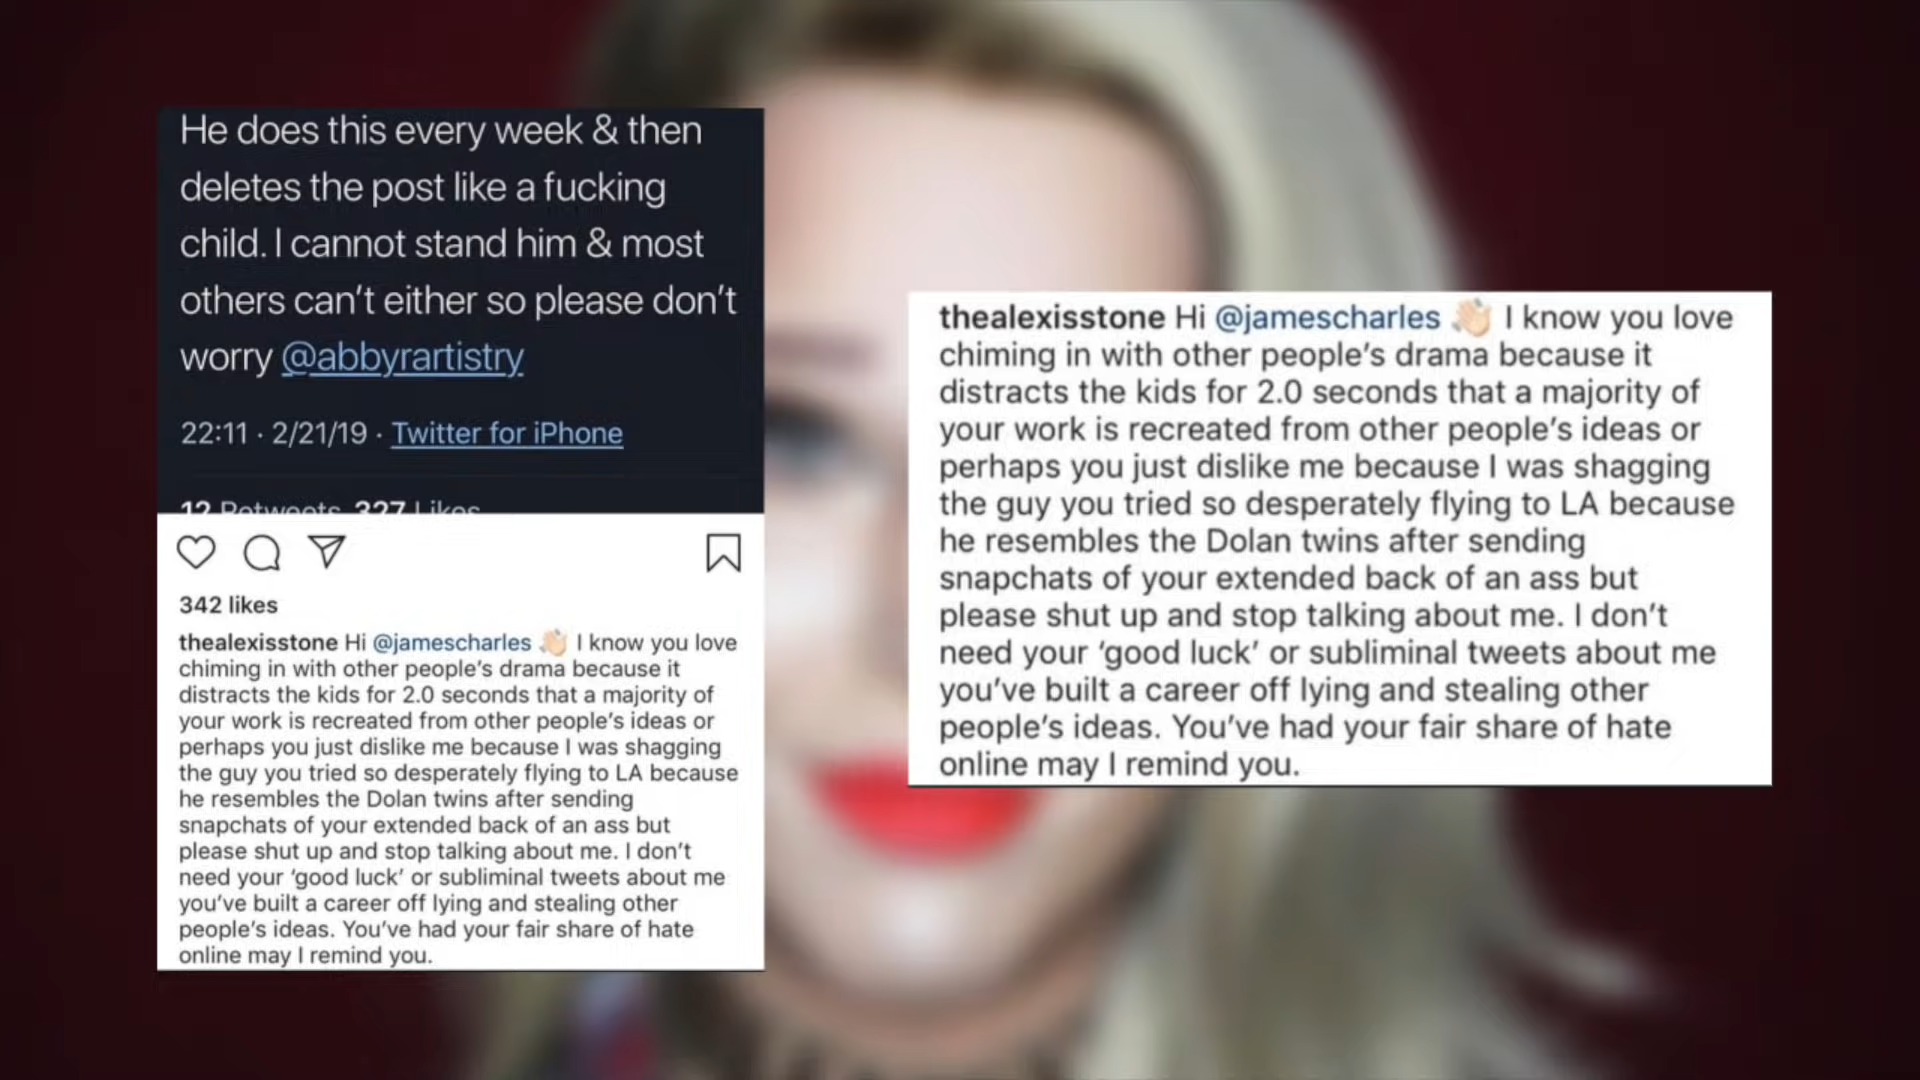 He does this every week & then
deletes the post like a fucking
child. I cannot stand him & most
others can't either so please don't
worry @abbyrartistry
22:11 · 2/21/19 · Twitter for iPhone
12 Retweets 327 Likes
342 likes
thealexisstone Hi @jamescharles 👋🏻 I know you love
chiming in with other people's drama because it
distracts the kids for 2.0 seconds that a majority of
your work is recreated from other people's ideas or
perhaps you just dislike me because I was shagging
the guy you tried so desperately flying to LA because
he resembles the Dolan twins after sending
snapchats of your extended back of an ass but
please shut up and stop talking about me. I don't
need your ‘good luck’ or subliminal tweets about me
you've built a career off lying and stealing other
people's ideas. You've had your fair share of hate
online may I remind you.
thealexisstone Hi @jamescharles 👋🏻 I know you love
chiming in with other people's drama because it
distracts the kids for 2.0 seconds that a majority of
your work is recreated from other people's ideas or
perhaps you just dislike me because I was shagging
the guy you tried so desperately flying to LA because
he resembles the Dolan twins after sending
snapchats of your extended back of an ass but
please shut up and stop talking about me. I don't
need your ‘good luck’ or subliminal tweets about me
you've built a career off lying and stealing other
people's ideas. You've had your fair share of hate
online may I remind you.